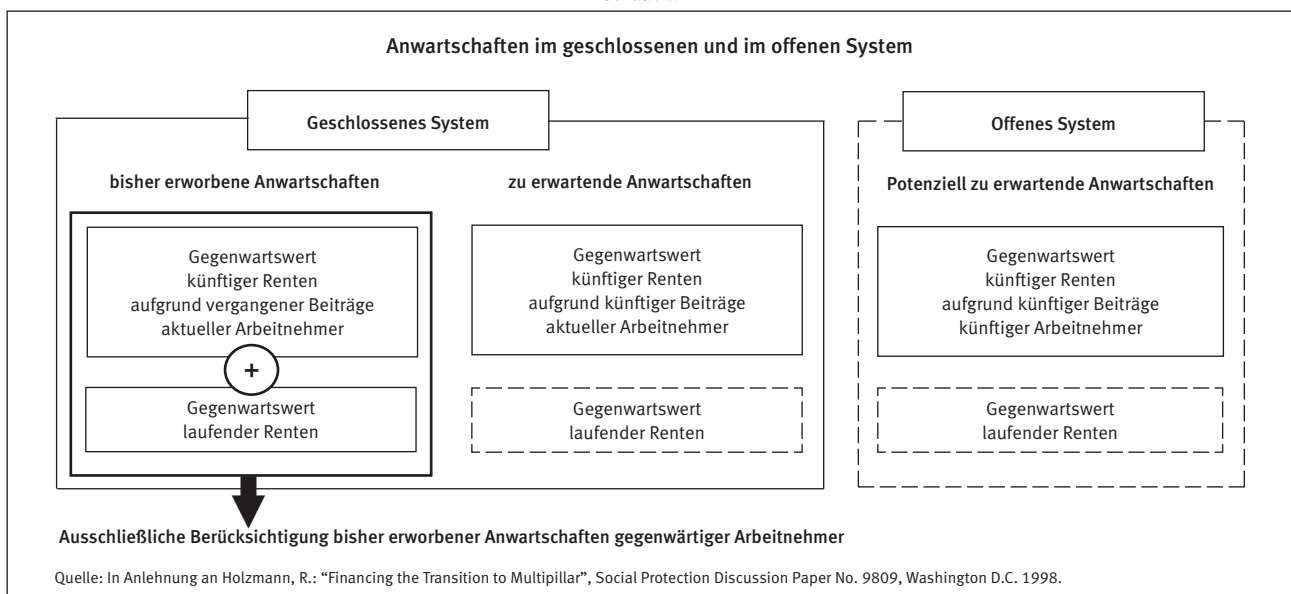 Anwartschaften im geschlossenen und im offenen System
Geschlossenes System
Offenes System
bisher erworbene Anwartschaften
zu erwartende Anwartschaften
Potenziell zu erwartende Anwartschaften
Gegenwartswert
künftiger Renten
aufgrund vergangener Beiträge
aktueller Arbeitnehmer
+
Gegenwartswert
laufender Renten
Gegenwartswert
künftiger Renten
aufgrund künftiger Beiträge
aktueller Arbeitnehmer
Gegenwartswert
laufender Renten
Gegenwartswert
künftiger Renten
aufgrund künftiger Beiträge
künftiger Arbeitnehmer
Gegenwartswert
laufender Renten
Ausschließliche Berücksichtigung bisher erworbener Anwartschaften gegenwärtiger Arbeitnehmer
Quelle: In Anlehnung an Holzmann, R.: “Financing the Transition to Multipillar”, Social Protection Discussion Paper No. 9809, Washington D.C. 1998.